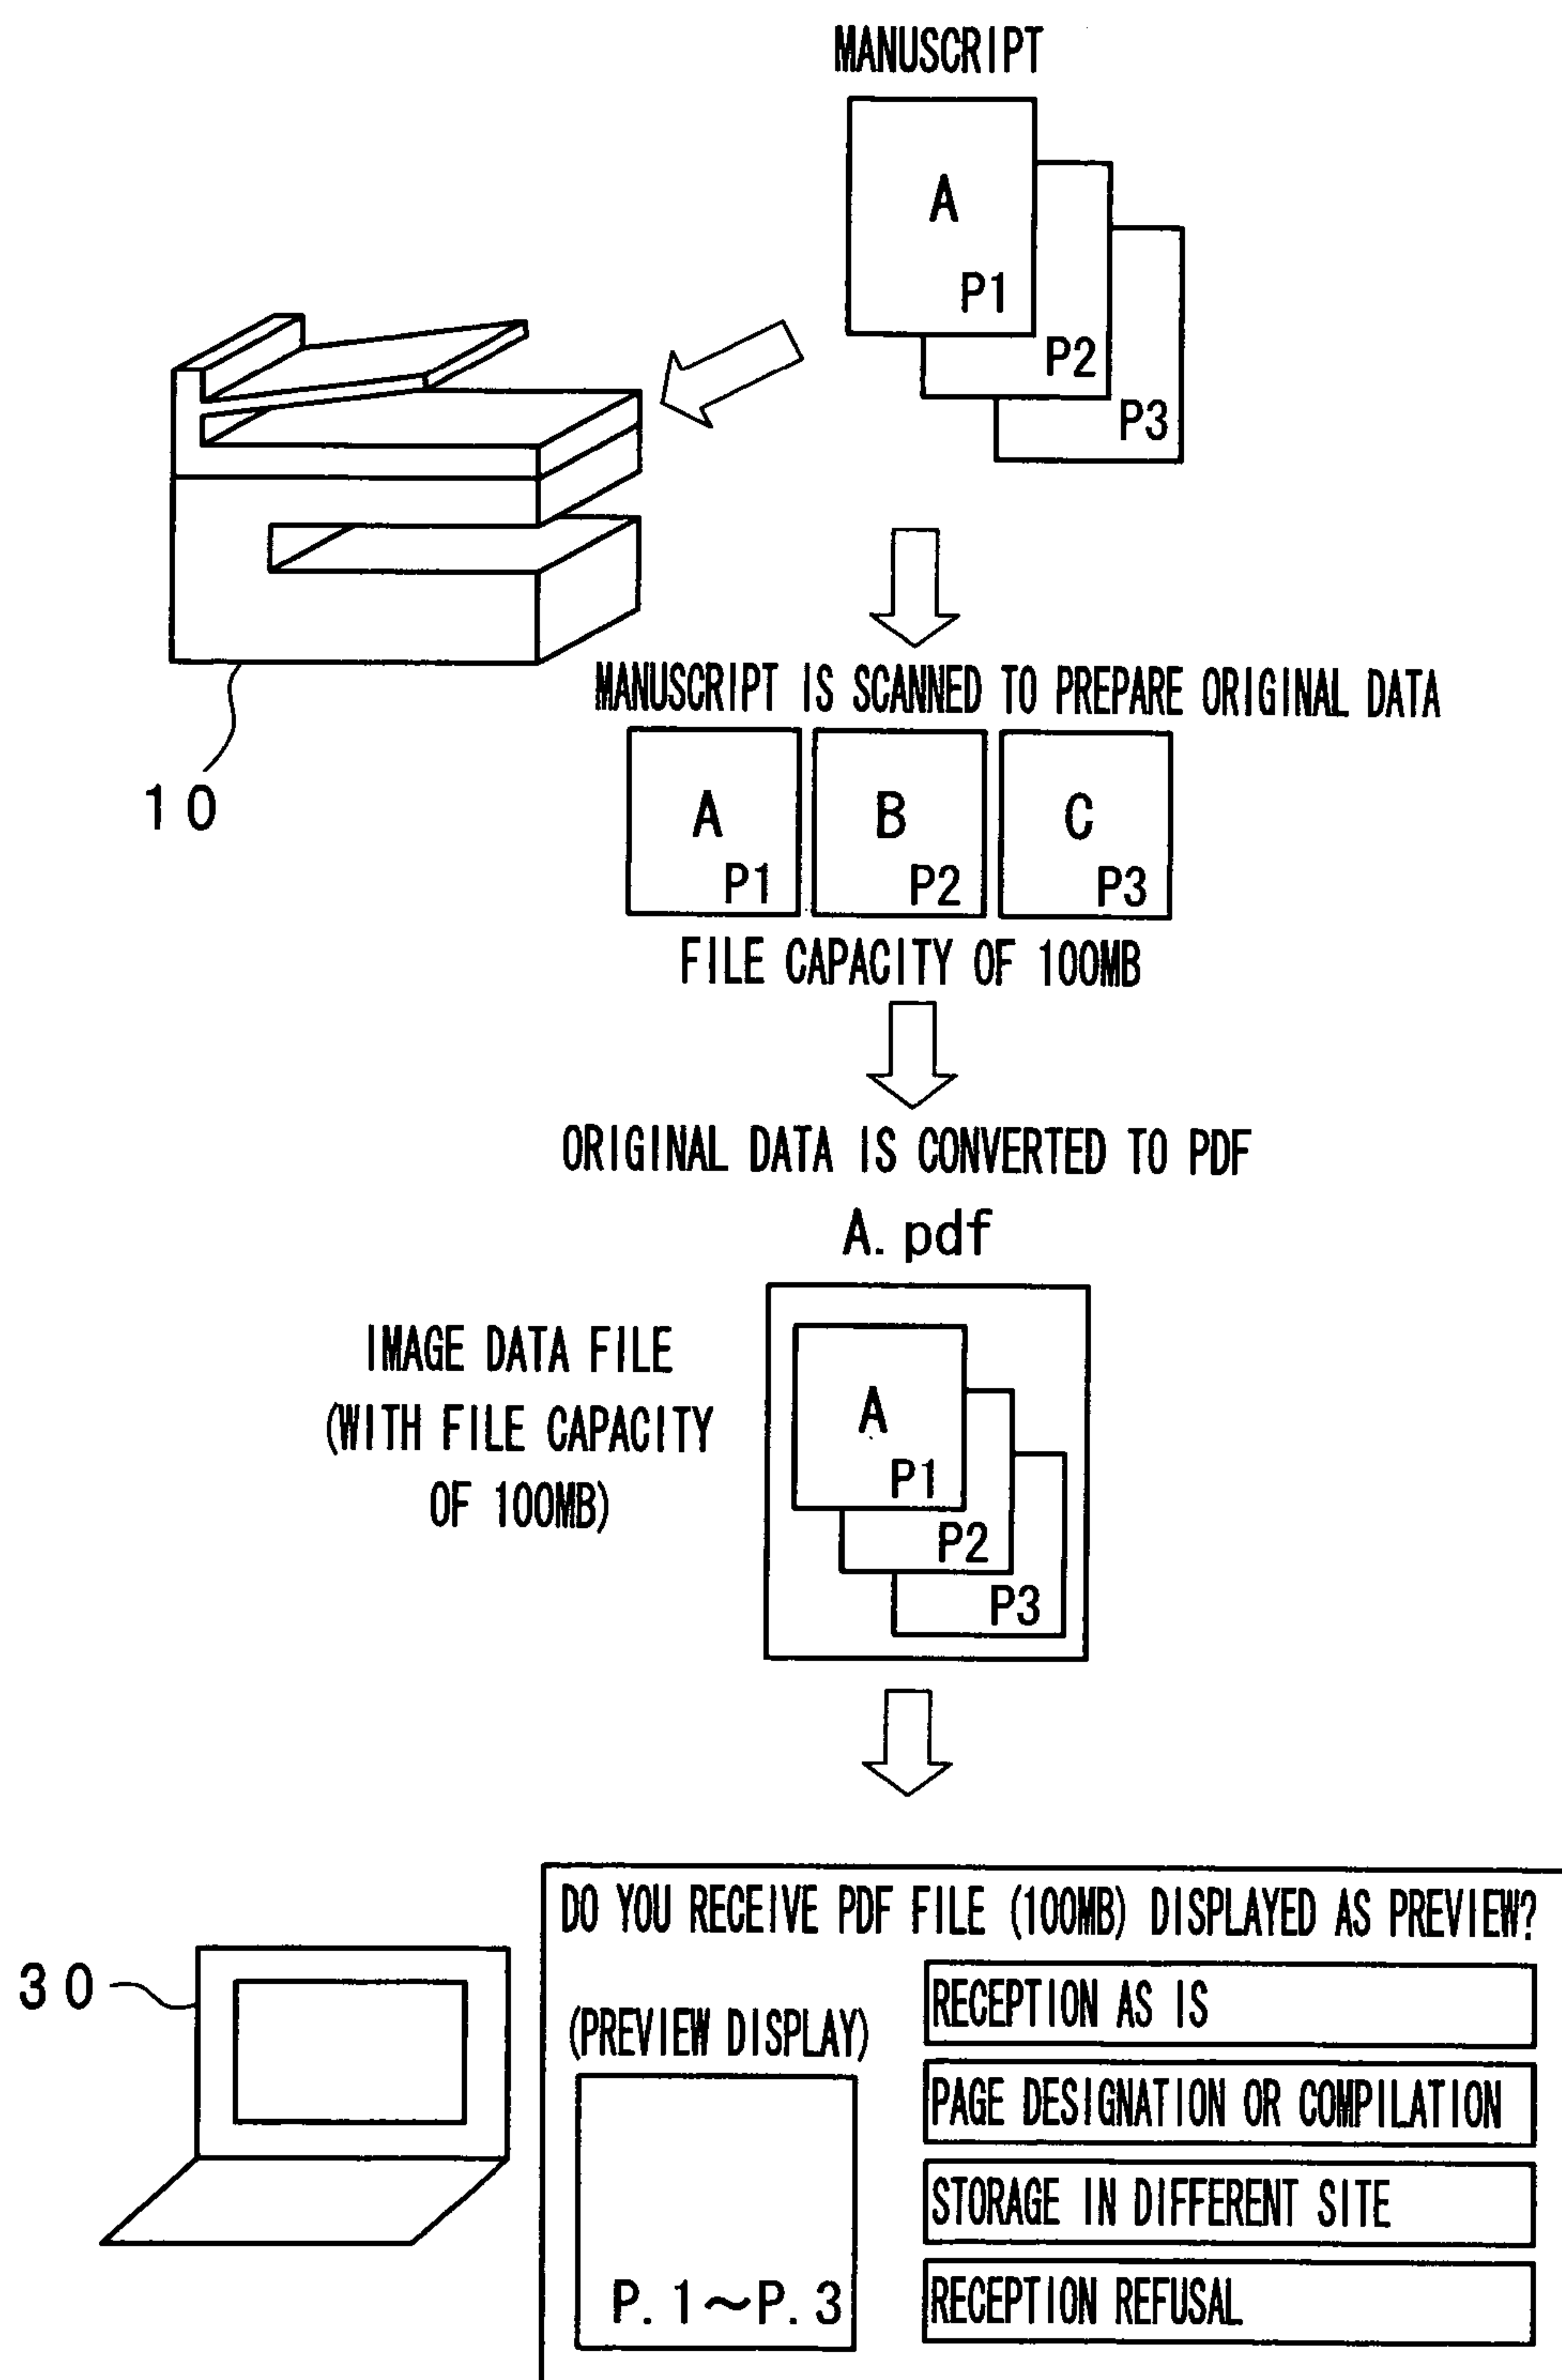 MANUSCRIPT
A
P1
P2
P3
10
MANUSCRIPT IS SCANNED TO PREPARE ORIGINAL DATA
A B C
P1 P2 P3
FILE CAPACITY OF 100MB
ORIGINAL DATA IS CONVERTED TO PDF
A. pdf
IMAGE DATA FILE
(WITH FILE CAPACITY
OF 100MB)
A
P1
P2
P3
30
DO YOU RECEIVE PDF FILE (100MB) DISPLAYED AS PREVIEW?
(PREVIEW DISPLAY)
P.1〜P.3
RECEPTION AS IS
PAGE DESIGNATION OR COMPILATION
STORAGE IN DIFFERENT SITE
RECEPTION REFUSAL